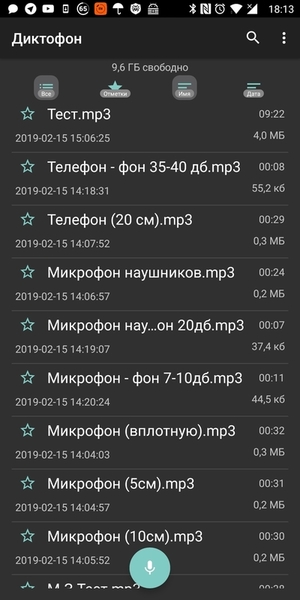 65
18:13
Диктофон
9,6 ГБ свободно
Все
Отметки
Имя
Дата
Тест.mp3 09:22
2019-02-15 15:06:25 4,0 МБ
Телефон - фон 35-40 дб.mp3 00:08
2019-02-15 14:18:31 55,2 кб
Телефон (20 см).mp3 00:29
2019-02-15 14:07:52 0,3 МБ
Микрофон наушников.mp3 00:24
2019-02-15 14:06:57 0,2 МБ
Микрофон нау...он 20дб.mp3 00:07
2019-02-15 14:19:07 37,4 кб
Микрофон - фон 7-10дб.mp3 00:11
2019-02-15 14:20:24 44,5 кб
Микрофон (вплотную).mp3 00:32
2019-02-15 14:04:03 0,3 МБ
Микрофон (5см).mp3 00:31
2019-02-15 14:04:57 0,2 МБ
Микрофон (10см).mp3 00:30
2019-02-15 14:05:52 0,2 МБ